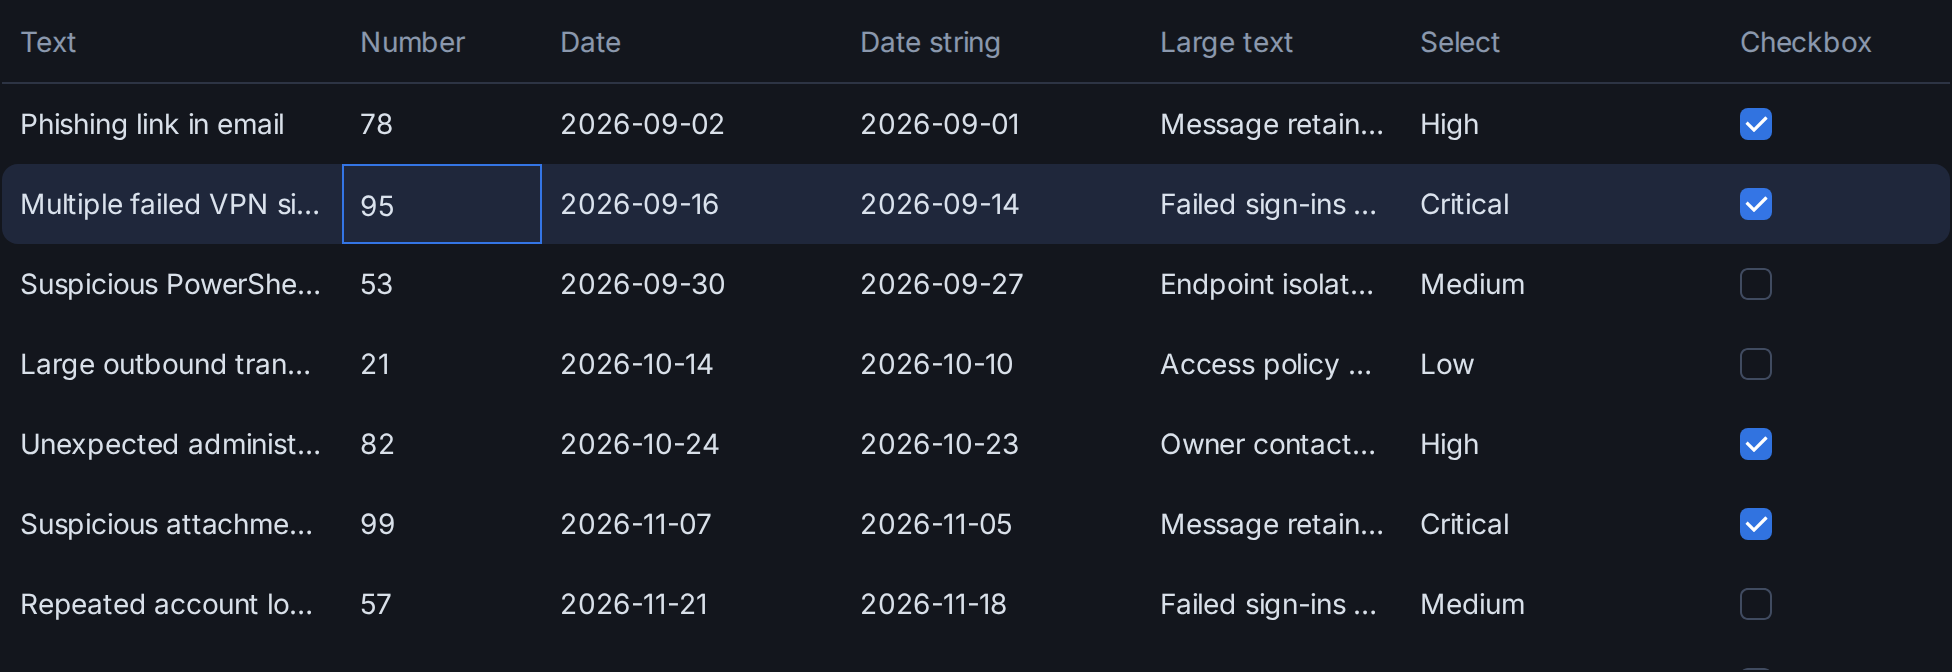 Text Number Date Date string Large text Select Checkbox
Phishing link in email 78 2026-09-02 2026-09-01 Message retain... High
Multiple failed VPN si... 95 2026-09-16 2026-09-14 Failed sign-ins ... Critical
Suspicious PowerShe... 53 2026-09-30 2026-09-27 Endpoint isolat... Medium
Large outbound tran... 21 2026-10-14 2026-10-10 Access policy ... Low
Unexpected administ... 82 2026-10-24 2026-10-23 Owner contact... High
Suspicious attachme... 99 2026-11-07 2026-11-05 Message retain... Critical
Repeated account lo... 57 2026-11-21 2026-11-18 Failed sign-ins ... Medium